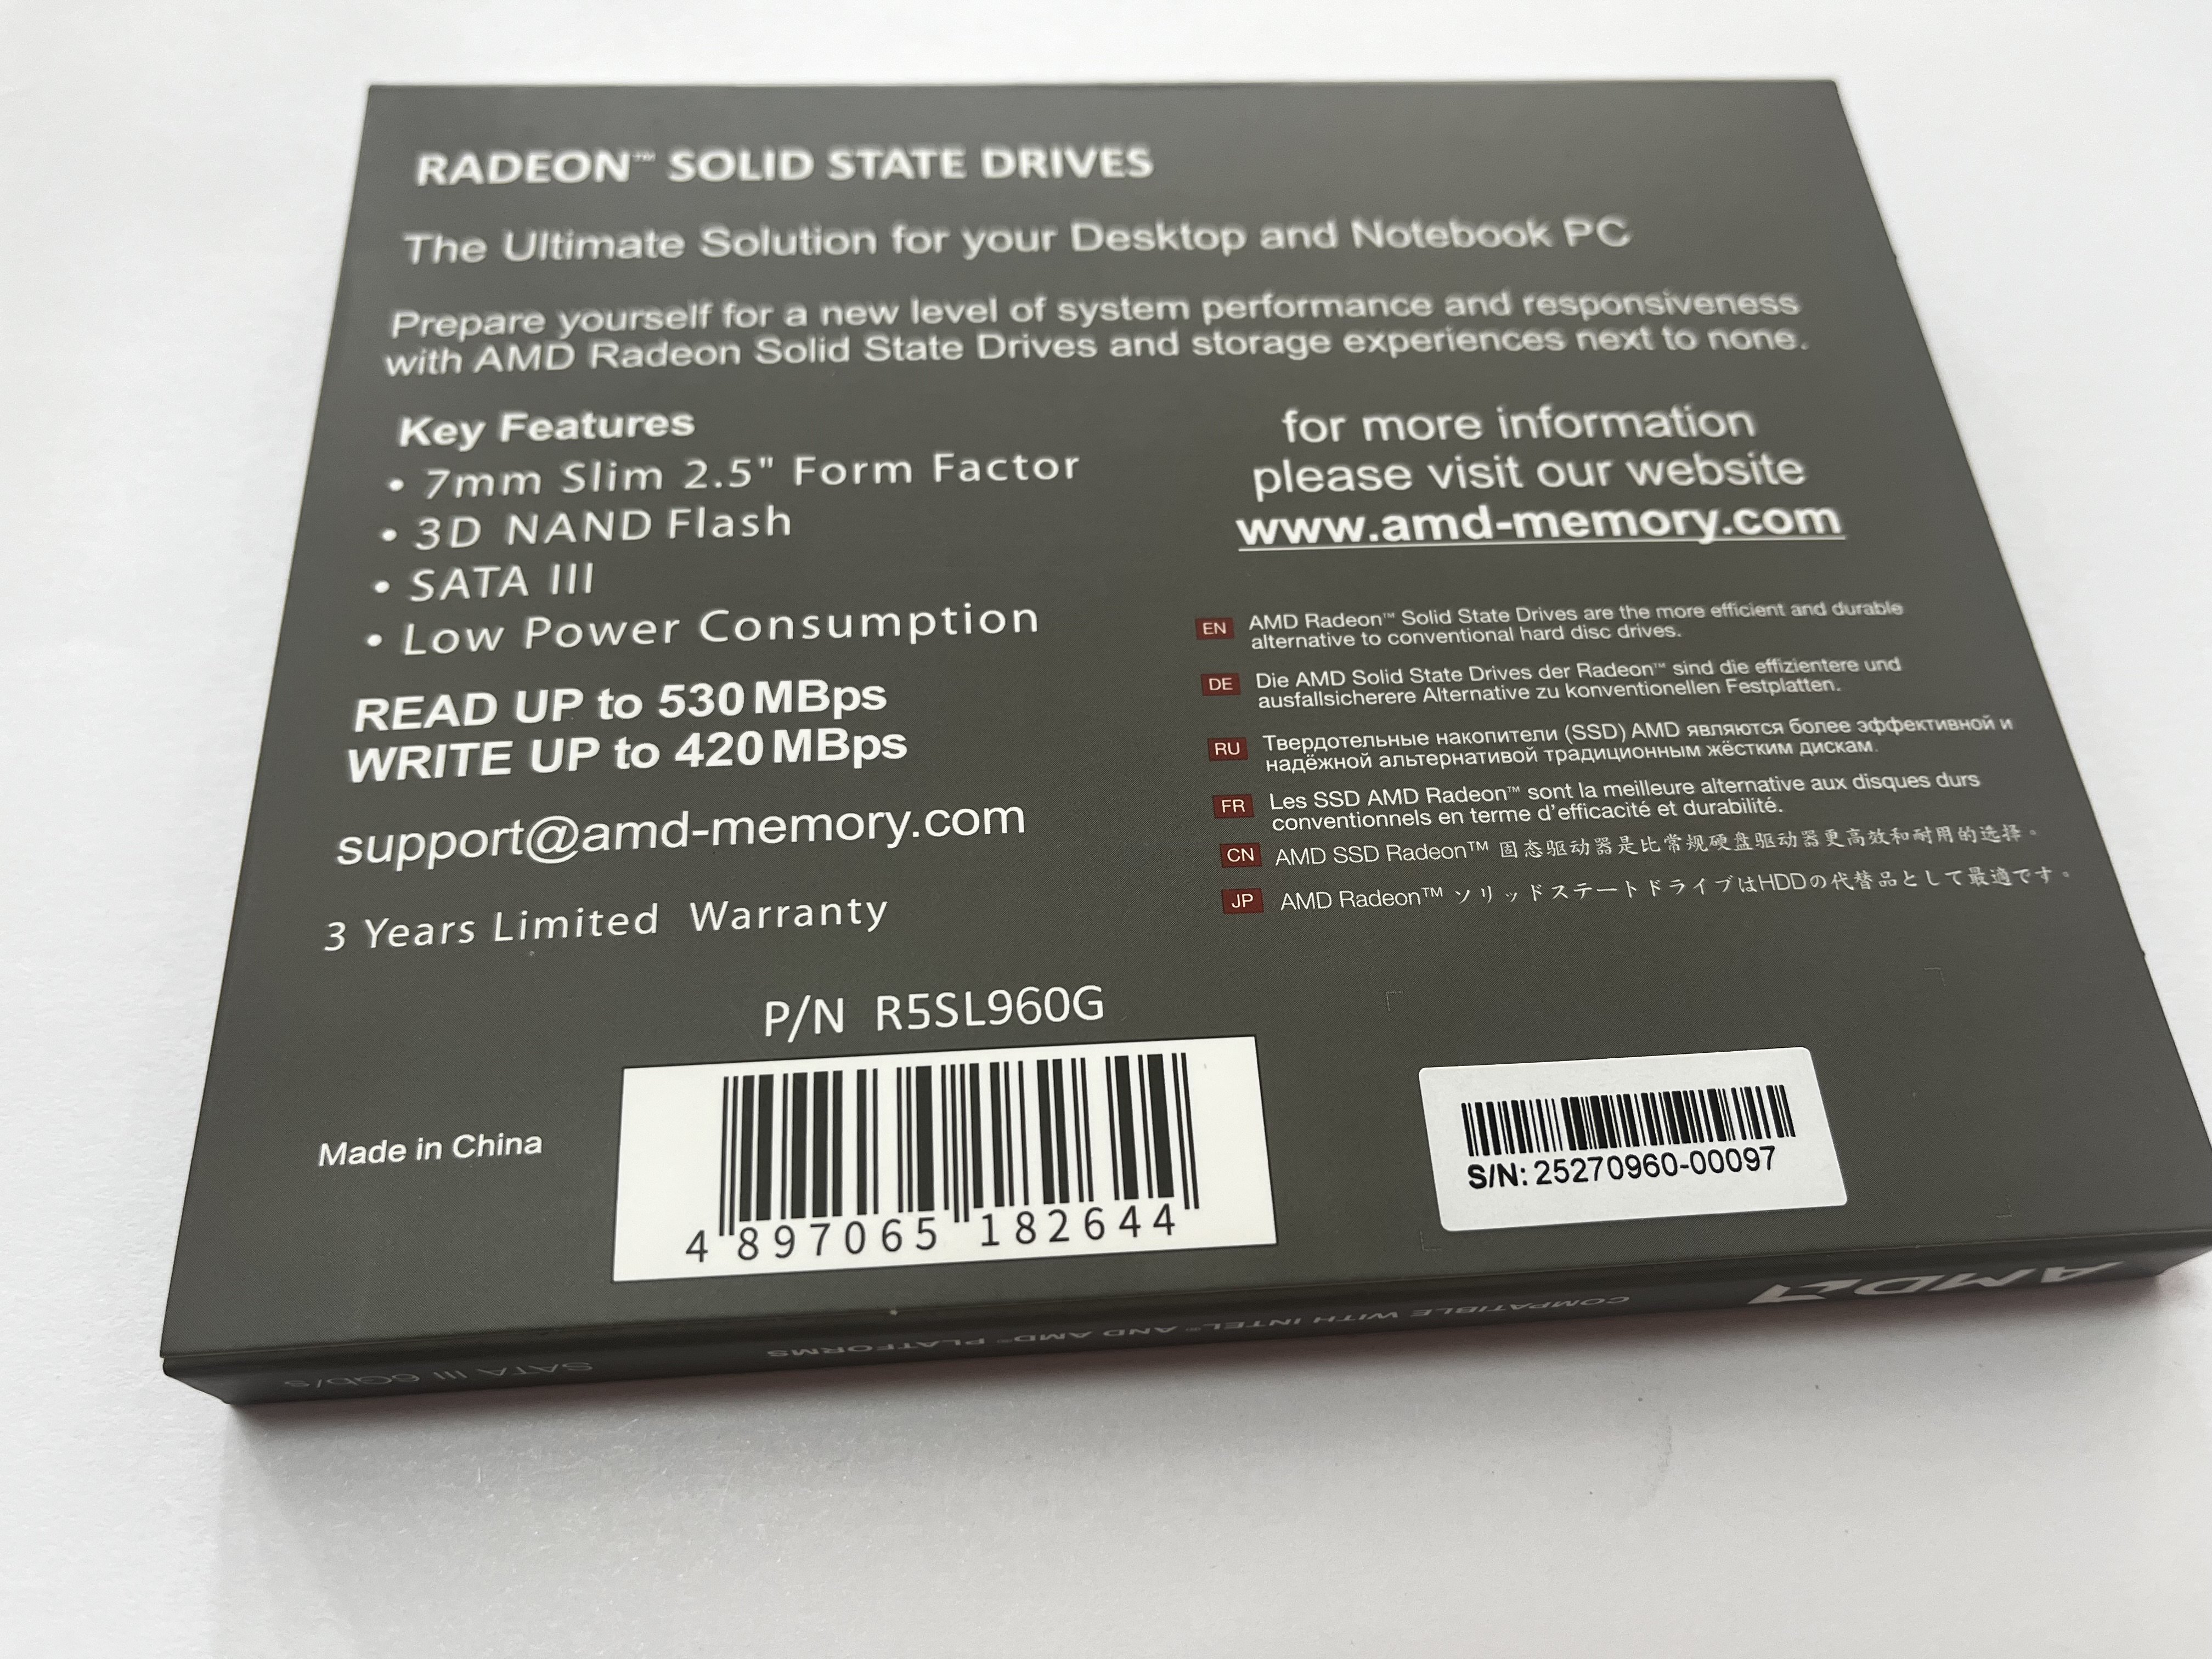 RADEON™ SOLID STATE DRIVES
The Ultimate Solution for your Desktop and Notebook PC
Prepare yourself for a new level of system performance and responsiveness
with AMD Radeon Solid State Drives and storage experiences next to none.
Key Features
• 7mm Slim 2.5" Form Factor
• 3D NAND Flash
• SATA III
• Low Power Consumption
READ UP to 530 MBps
WRITE UP to 420 MBps
support@amd-memory.com
3 Years Limited Warranty
for more information
please visit our website
www.amd-memory.com
EN AMD Radeon™ Solid State Drives are the more efficient and durable
alternative to conventional hard disc drives.
DE Die AMD Solid State Drives der Radeon™ sind die effizientere und
ausfallsicherere Alternative zu konventionellen Festplatten.
RU Твердотельные накопители (SSD) AMD являются более эффективной и
надёжной альтернативой традиционным жёстким дискам.
FR Les SSD AMD Radeon™ sont la meilleure alternative aux disques durs
conventionnels en terme d'efficacité et durabilité.
CN AMD SSD Radeon™ 固态驱动器是比常规硬盘驱动器更高效和耐用的选择。
JP AMD Radeon™ ソリッドステートドライブはHDDの代替品として最適です。
P/N R5SL960G
Made in China
4 897065 182644
S/N: 25270960-00097
AMD
COMPATIBLE WITH INTEL® AND AMD® PLATFORMS
SATA III 6Gb/s